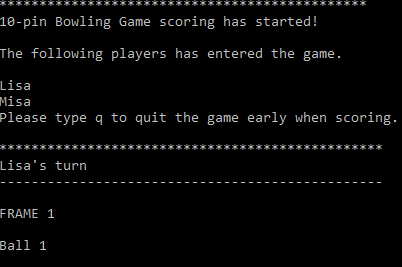 **********************************************
10-pin Bowling Game scoring has started!
The following players has entered the game.
Lisa
Misa
Please type q to quit the game early when scoring.
************************************************
Lisa's turn
------------------------------------------------
FRAME 1
Ball 1